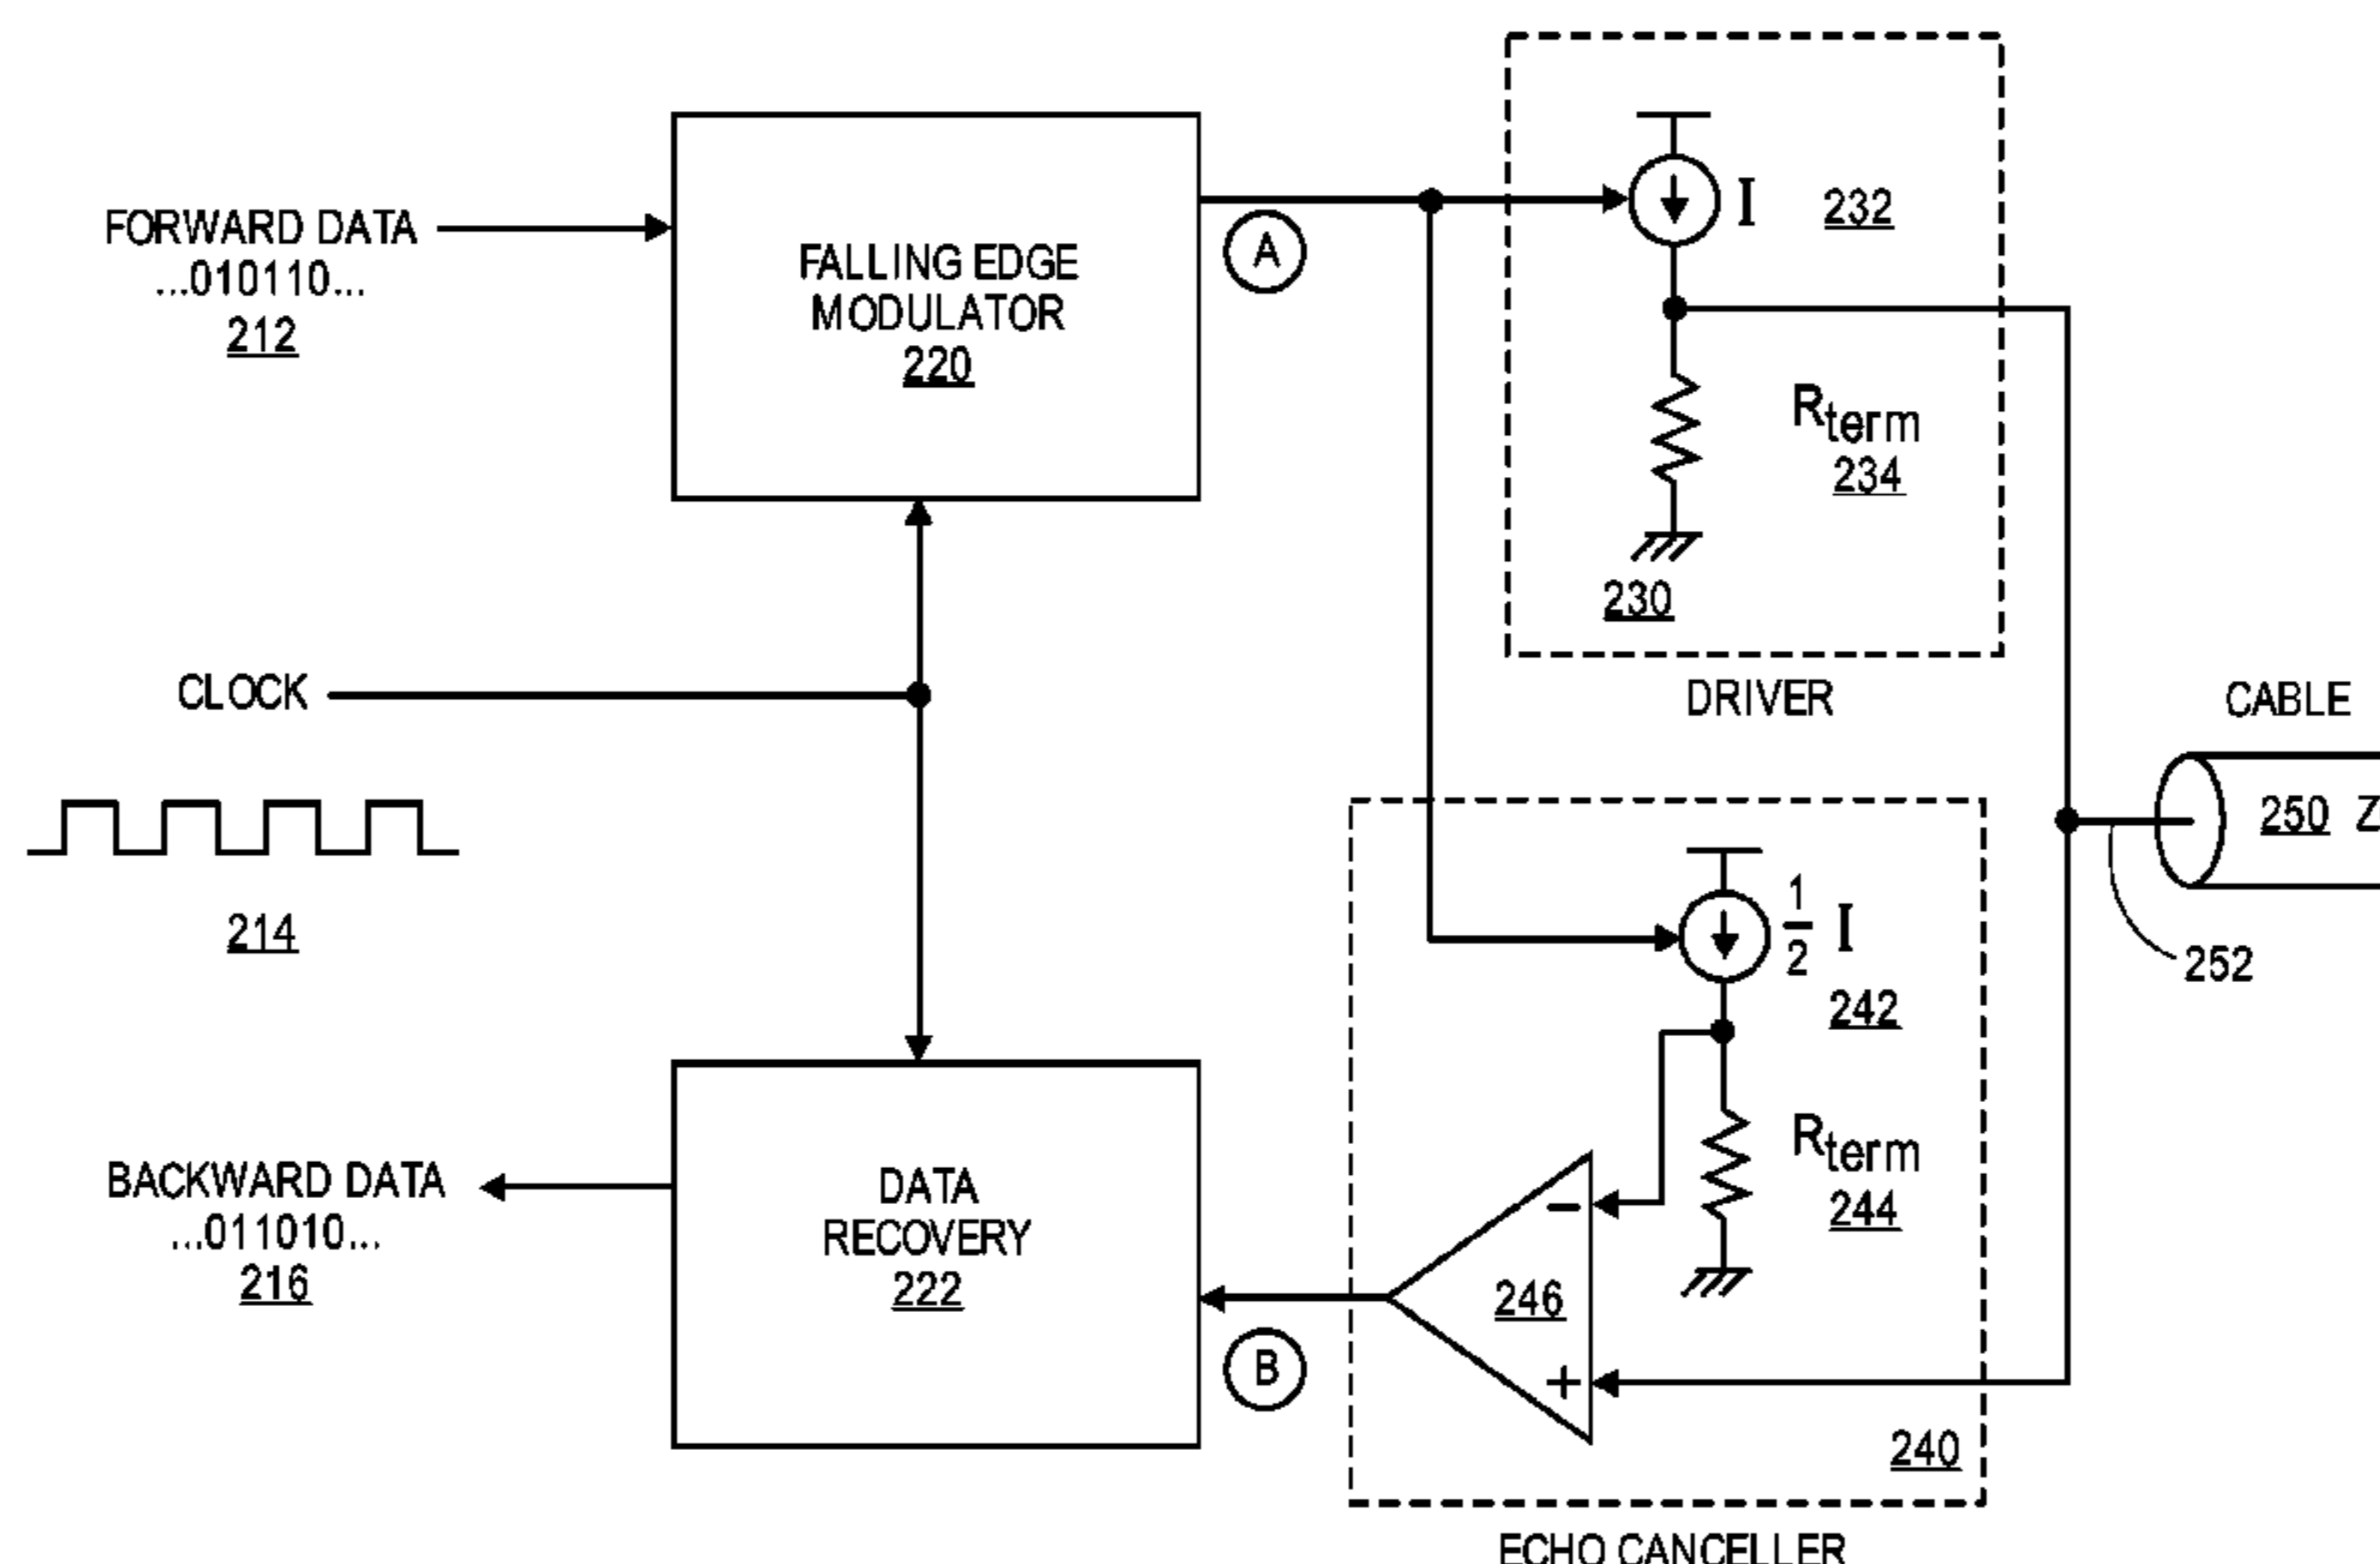 FORWARD DATA
...010110...
212
FALLING EDGE
MODULATOR
220
A
I
232
Rterm
234
230
DRIVER
CLOCK
214
CABLE
250 Z
252
1
2
I
242
Rterm
244
BACKWARD DATA
...011010...
216
DATA
RECOVERY
222
B
−
246
+
240
ECHO CANCELLER